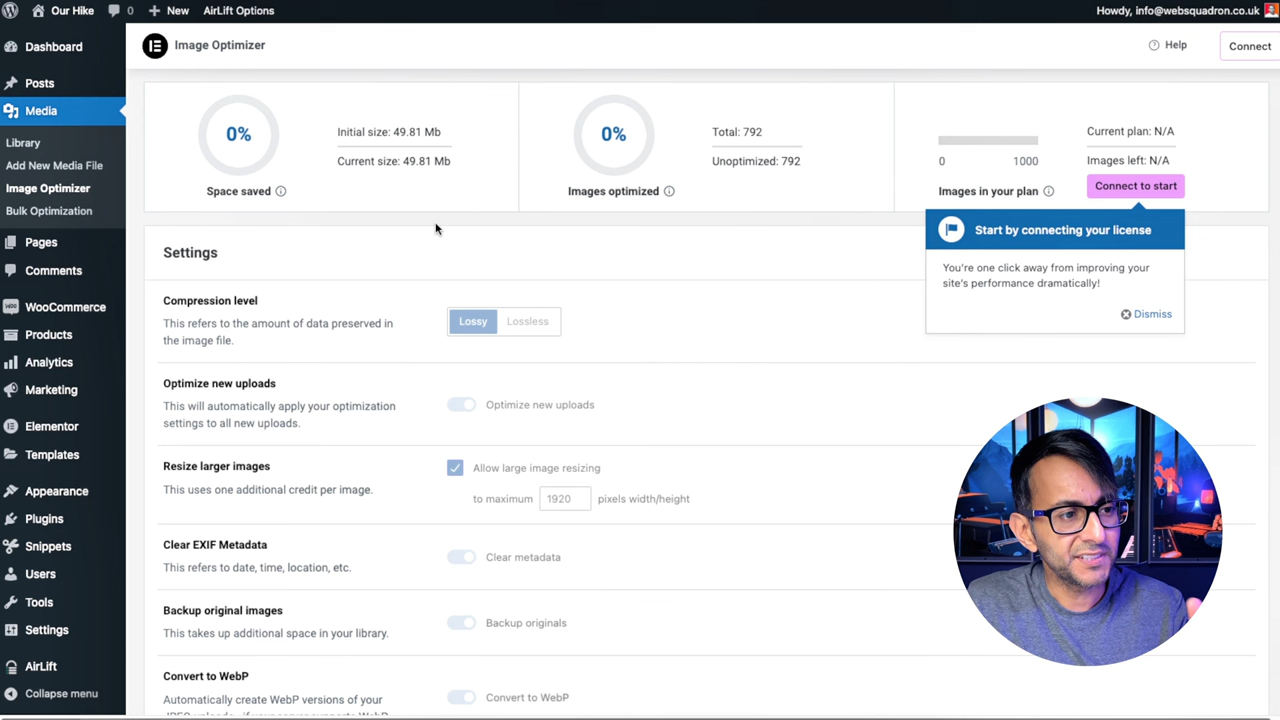 Our Hike
0
New
AirLift Options
Howdy, info@websquadron.co.uk
Dashboard
Posts
Media
Library
Add New Media File
Image Optimizer
Bulk Optimization
Pages
Comments
WooCommerce
Products
Analytics
Marketing
Elementor
Templates
Appearance
Plugins
Snippets
Users
Tools
Settings
AirLift
Collapse menu
Image Optimizer
Help
Connect
0%
Space saved
Initial size: 49.81 Mb
Current size: 49.81 Mb
0%
Images optimized
Total: 792
Unoptimized: 792
0 1000
Images in your plan
Current plan: N/A
Images left: N/A
Connect to start
Start by connecting your license
You're one click away from improving your
site's performance dramatically!
Dismiss
Settings
Compression level
This refers to the amount of data preserved in
the image file.
Lossy Lossless
Optimize new uploads
This will automatically apply your optimization
settings to all new uploads.
Optimize new uploads
Resize larger images
This uses one additional credit per image.
Allow large image resizing
to maximum 1920 pixels width/height
Clear EXIF Metadata
This refers to date, time, location, etc.
Clear metadata
Backup original images
This takes up additional space in your library.
Backup originals
Convert to WebP
Automatically create WebP versions of your
Convert to WebP